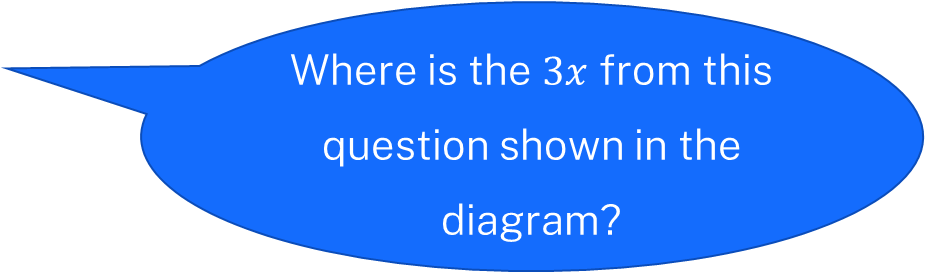 Where is the 3x from this
question shown in the
diagram?